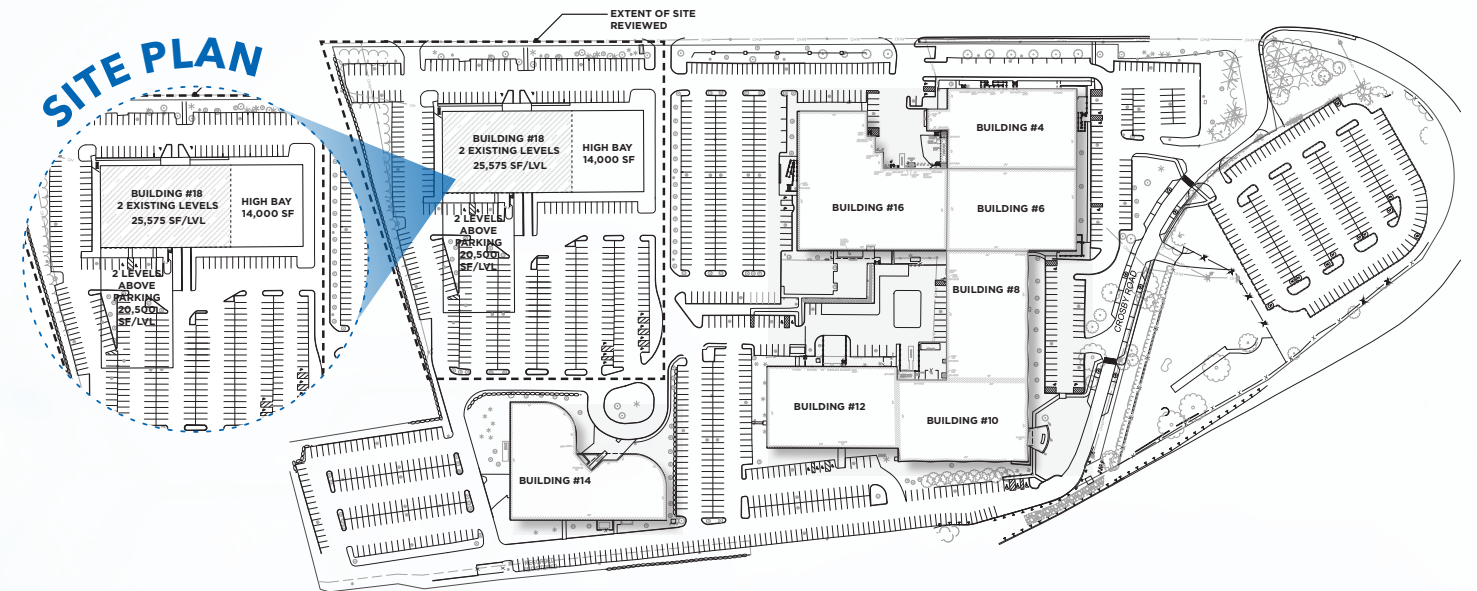 EXTENT OF SITE
REVIEWED
SITE PLAN
BUILDING #18
2 EXISTING LEVELS
25,575 SF/LVL
HIGH BAY
14,000 SF
2 LEVELS
ABOVE
PARKING
20,500
SF/LVL
BUILDING #18
2 EXISTING LEVELS
25,575 SF/LVL
HIGH BAY
14,000 SF
2 LEVELS
ABOVE
PARKING
20,500
SF/LVL
BUILDING #4
BUILDING #16
BUILDING #6
BUILDING #8
CROSBY ROAD
BUILDING #12
BUILDING #10
BUILDING #14